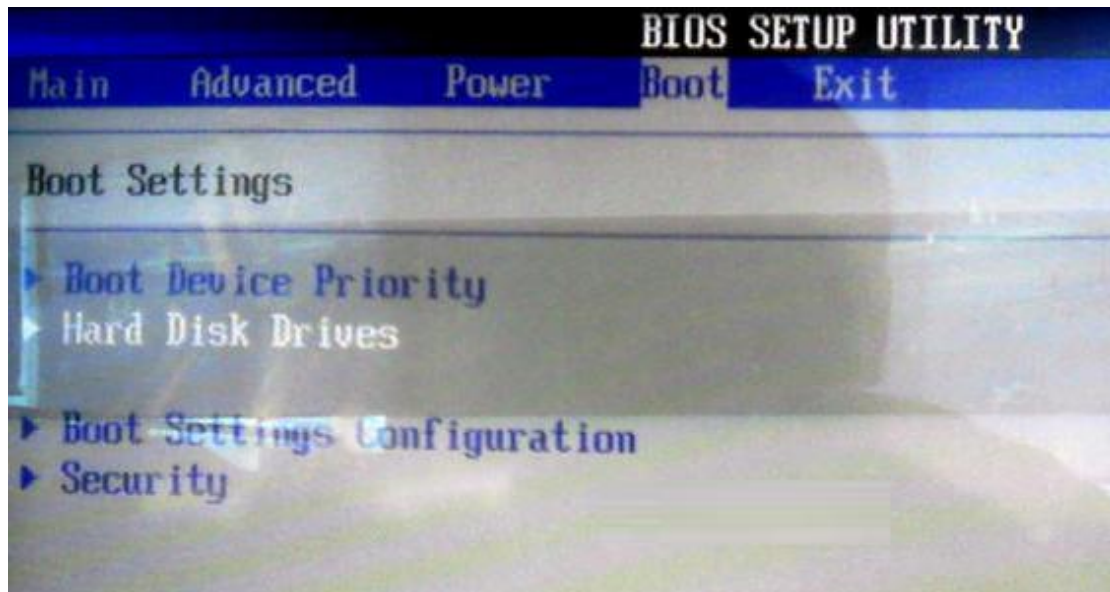 BIOS SETUP UTILITY
Main Advanced Power Boot Exit
Boot Settings
Boot Device Priority
Hard Disk Drives
Boot Settings Configuration
Security